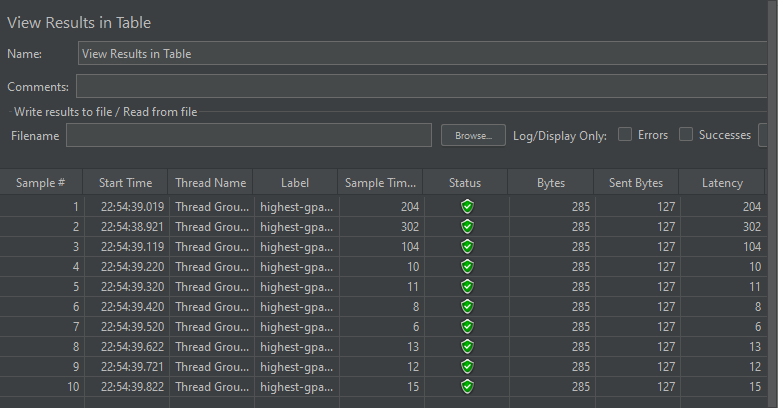 View Results in Table
Name: View Results in Table
Comments:
Write results to file / Read from file
Filename Browse... Log/Display Only: Errors Successes
Sample # Start Time Thread Name Label Sample Tim... Status Bytes Sent Bytes Latency
1 22:54:39.019 Thread Grou... highest-gpa... 204 285 127 204
2 22:54:38.921 Thread Grou... highest-gpa... 302 285 127 302
3 22:54:39.119 Thread Grou... highest-gpa... 104 285 127 104
4 22:54:39.220 Thread Grou... highest-gpa... 10 285 127 10
5 22:54:39.320 Thread Grou... highest-gpa... 11 285 127 11
6 22:54:39.420 Thread Grou... highest-gpa... 8 285 127 8
7 22:54:39.520 Thread Grou... highest-gpa... 6 285 127 6
8 22:54:39.622 Thread Grou... highest-gpa... 13 285 127 13
9 22:54:39.721 Thread Grou... highest-gpa... 12 285 127 12
10 22:54:39.822 Thread Grou... highest-gpa... 15 285 127 15